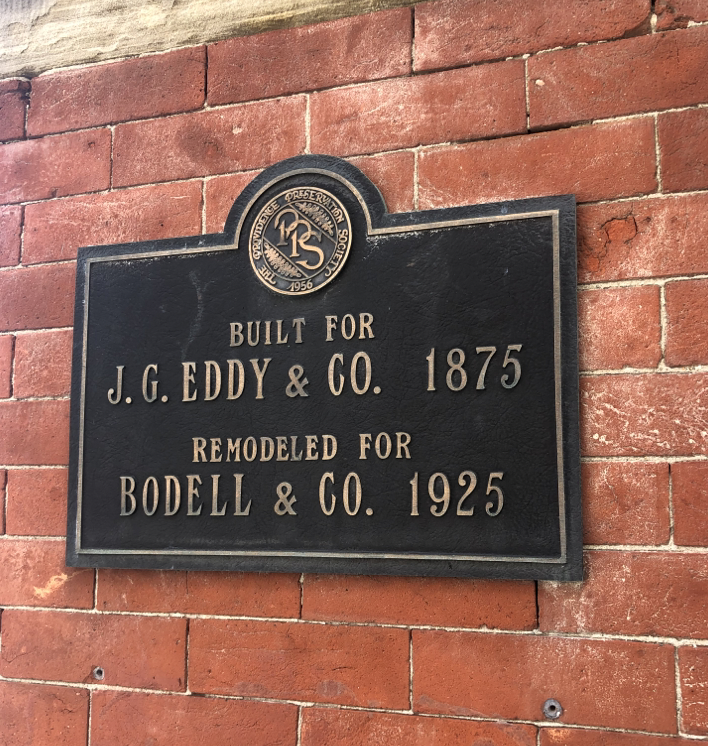 THE PROVIDENCE PRESERVATION SOCIETY
PPS
1956
BUILT FOR
J. G. EDDY & CO. 1875
REMODELED FOR
BODELL & CO. 1925